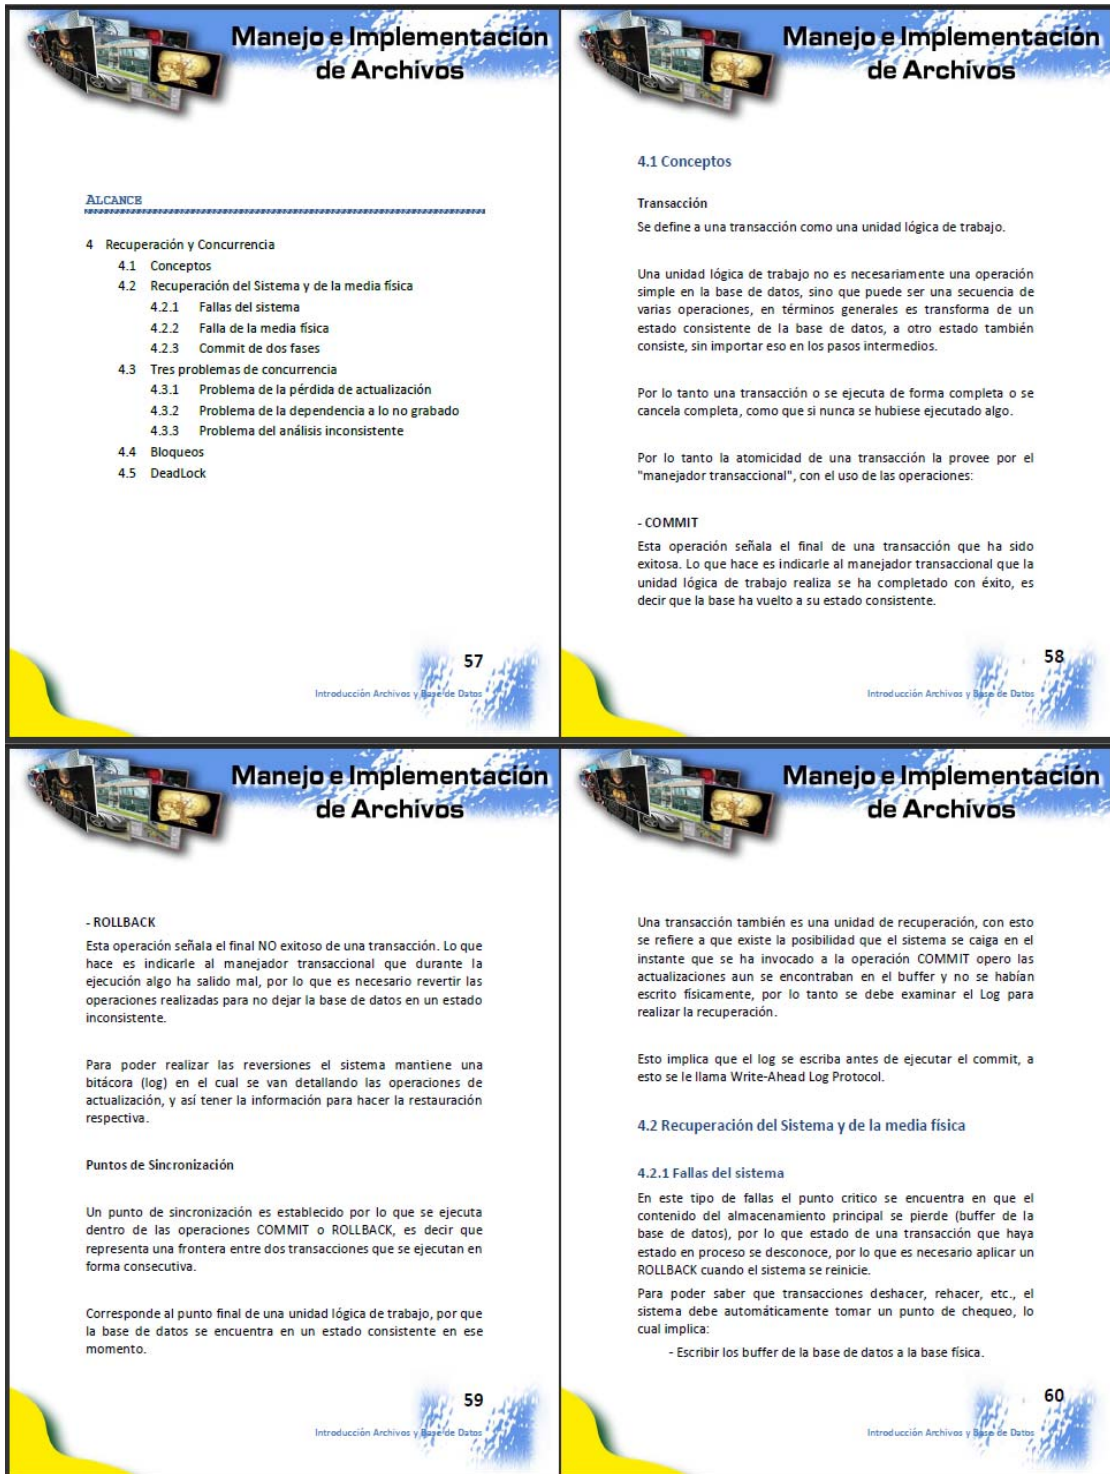 Manejo e Implementación
de Archivos
ALCANCE
4 Recuperación y Concurrencia
4.1 Conceptos
4.2 Recuperación del Sistema y de la media física
4.2.1 Fallas del sistema
4.2.2 Falla de la media física
4.2.3 Commit de dos fases
4.3 Tres problemas de concurrencia
4.3.1 Problema de la pérdida de actualización
4.3.2 Problema de la dependencia a lo no grabado
4.3.3 Problema del análisis inconsistente
4.4 Bloqueos
4.5 DeadLock
57
Introducción Archivos y Base de Datos
Manejo e Implementación
de Archivos
4.1 Conceptos
Transacción
Se define a una transacción como una unidad lógica de trabajo.
Una unidad lógica de trabajo no es necesariamente una operación
simple en la base de datos, sino que puede ser una secuencia de
varias operaciones, en términos generales es transforma de un
estado consistente de la base de datos, a otro estado también
consiste, sin importar eso en los pasos intermedios.
Por lo tanto una transacción o se ejecuta de forma completa o se
cancela completa, como que si nunca se hubiese ejecutado algo.
Por lo tanto la atomicidad de una transacción la provee por el
"manejador transaccional", con el uso de las operaciones:
- COMMIT
Esta operación señala el final de una transacción que ha sido
exitosa. Lo que hace es indicarle al manejador transaccional que la
unidad lógica de trabajo realiza se ha completado con éxito, es
decir que la base ha vuelto a su estado consistente.
58
Introducción Archivos y Base de Datos
Manejo e Implementación
de Archivos
- ROLLBACK
Esta operación señala el final NO exitoso de una transacción. Lo que
hace es indicarle al manejador transaccional que durante la
ejecución algo ha salido mal, por lo que es necesario revertir las
operaciones realizadas para no dejar la base de datos en un estado
inconsistente.
Para poder realizar las reversiones el sistema mantiene una
bitácora (log) en el cual se van detallando las operaciones de
actualización, y así tener la información para hacer la restauración
respectiva.
Puntos de Sincronización
Un punto de sincronización es establecido por lo que se ejecuta
dentro de las operaciones COMMIT o ROLLBACK, es decir que
representa una frontera entre dos transacciones que se ejecutan en
forma consecutiva.
Corresponde al punto final de una unidad lógica de trabajo, por que
la base de datos se encuentra en un estado consistente en ese
momento.
59
Introducción Archivos y Base de Datos
Manejo e Implementación
de Archivos
Una transacción también es una unidad de recuperación, con esto
se refiere a que existe la posibilidad que el sistema se caiga en el
instante que se ha invocado a la operación COMMIT opero las
actualizaciones aun se encontraban en el buffer y no se habían
escrito físicamente, por lo tanto se debe examinar el Log para
realizar la recuperación.
Esto implica que el log se escriba antes de ejecutar el commit, a
esto se le llama Write-Ahead Log Protocol.
4.2 Recuperación del Sistema y de la media física
4.2.1 Fallas del sistema
En este tipo de fallas el punto critico se encuentra en que el
contenido del almacenamiento principal se pierde (buffer de la
base de datos), por lo que estado de una transacción que haya
estado en proceso se desconoce, por lo que es necesario aplicar un
ROLLBACK cuando el sistema se reinicie.
Para poder saber que transacciones deshacer, rehacer, etc., el
sistema debe automáticamente tomar un punto de chequeo, lo
cual implica:
- Escribir los buffer de la base de datos a la base física.
60
Introducción Archivos y Base de Datos